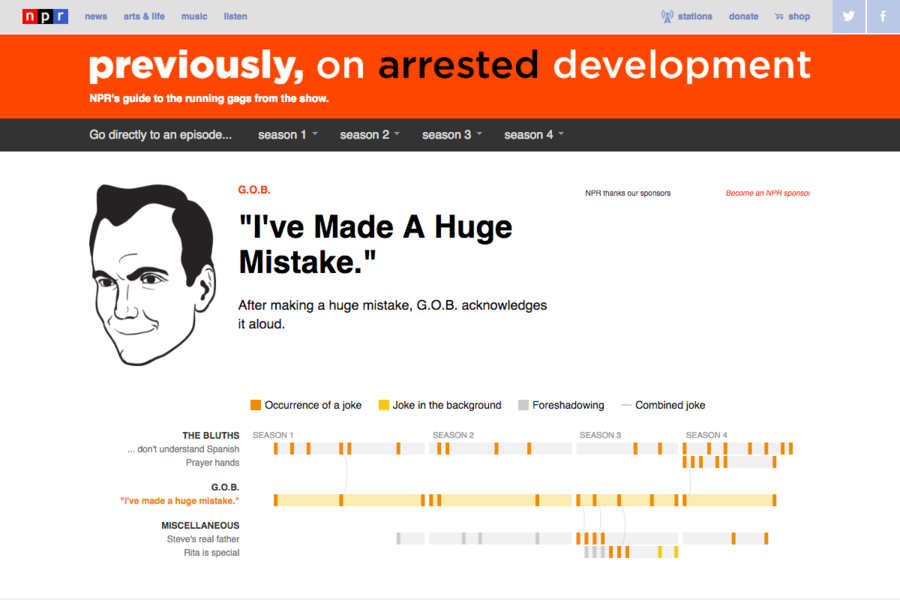 npr news arts & life music listen stations donate shop
previously, on arrested development
NPR's guide to the running gags from the show.
Go directly to an episode... season 1 season 2 season 3 season 4
G.O.B.
NPR thanks our sponsors Become an NPR sponsor
"I've Made A Huge
Mistake."
After making a huge mistake, G.O.B. acknowledges
it aloud.
Occurrence of a joke Joke in the background Foreshadowing Combined joke
THE BLUTHS SEASON 1 SEASON 2 SEASON 3 SEASON 4
... don't understand Spanish
Prayer hands
G.O.B.
"I've made a huge mistake."
MISCELLANEOUS
Steve's real father
Rita is special